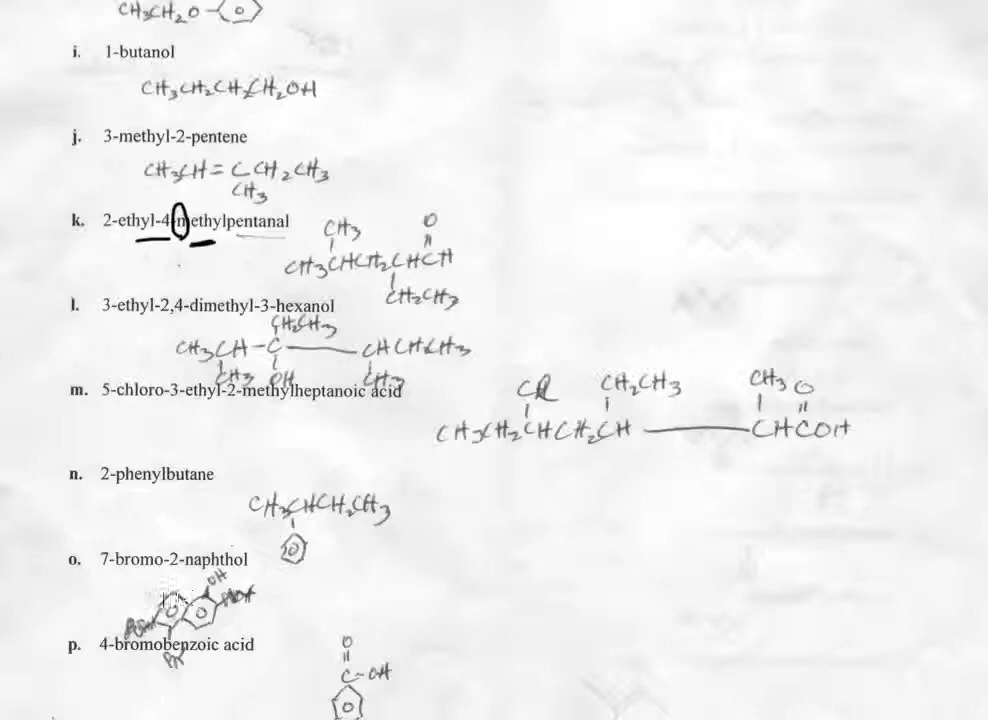 CH3CH2O
i. 1-butanol
CH3CH2CH2CH2OH
j. 3-methyl-2-pentene
CH3CH=CCH2CH3
CH3
k. 2-ethyl-4-methylpentanal
CH3 O
CH3CHCH2CHCH
CH2CH3
l. 3-ethyl-2,4-dimethyl-3-hexanol
CH2CH3
CH3CH-C—CHCH2CH3
CH3 OH CH3
m. 5-chloro-3-ethyl-2-methylheptanoic acid
Cl CH2CH3 CH3 O
CH3CH2CHCH2CH—CHCOH
n. 2-phenylbutane
CH3CHCH2CH3
o. 7-bromo-2-naphthol
OH
Br
p. 4-bromobenzoic acid
O
C-OH